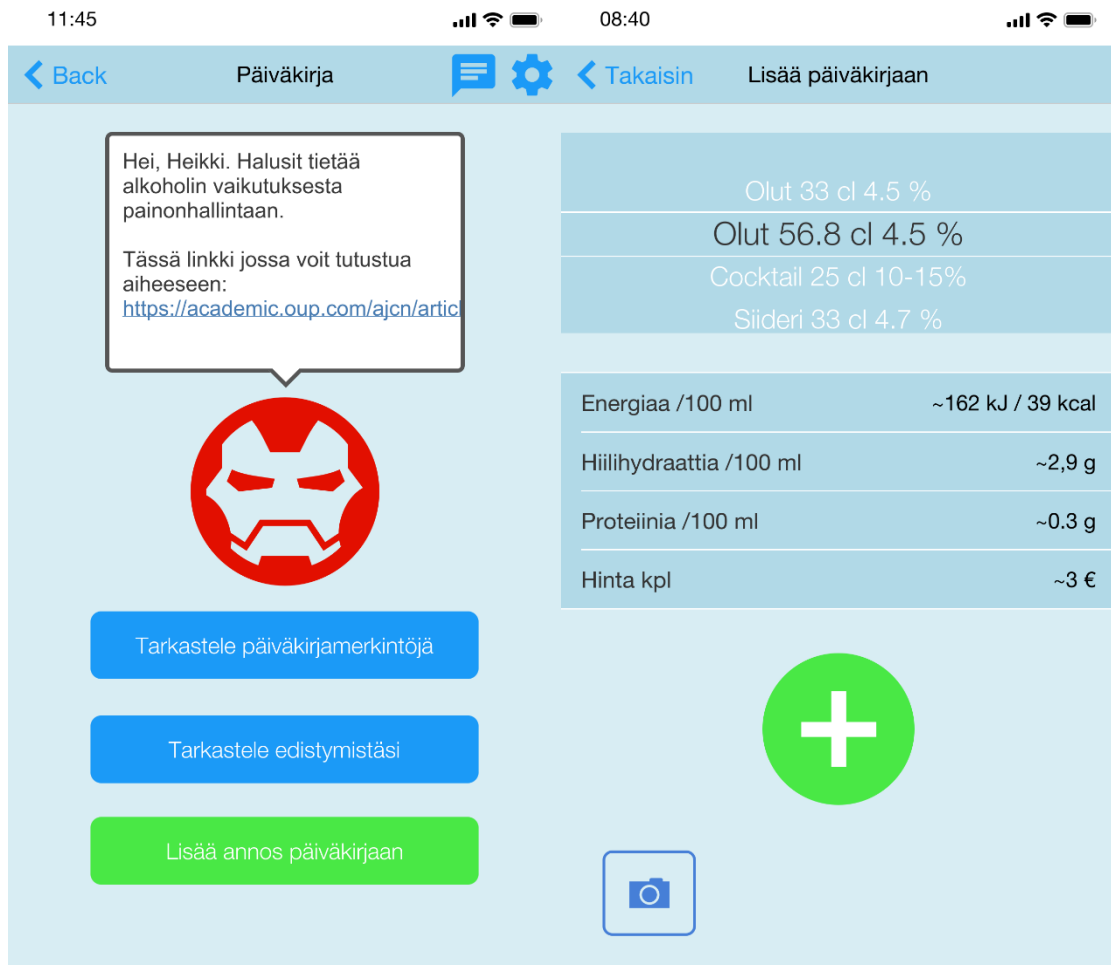 11:45
Back
Päiväkirja
Hei, Heikki. Halusit tietää
alkoholin vaikutuksesta
painonhallintaan.
Tässä linkki jossa voit tutustua
aiheeseen:
https://academic.oup.com/ajcn/articl
Tarkastele päiväkirjamerkintöjä
Tarkastele edistymistäsi
Lisää annos päiväkirjaan
08:40
Takaisin
Lisää päiväkirjaan
Olut 33 cl 4.5 %
Olut 56.8 cl 4.5 %
Cocktail 25 cl 10-15%
Siideri 33 cl 4.7 %
Energiaa /100 ml ~162 kJ / 39 kcal
Hiilihydraattia /100 ml ~2,9 g
Proteiinia /100 ml ~0.3 g
Hinta kpl ~3 €